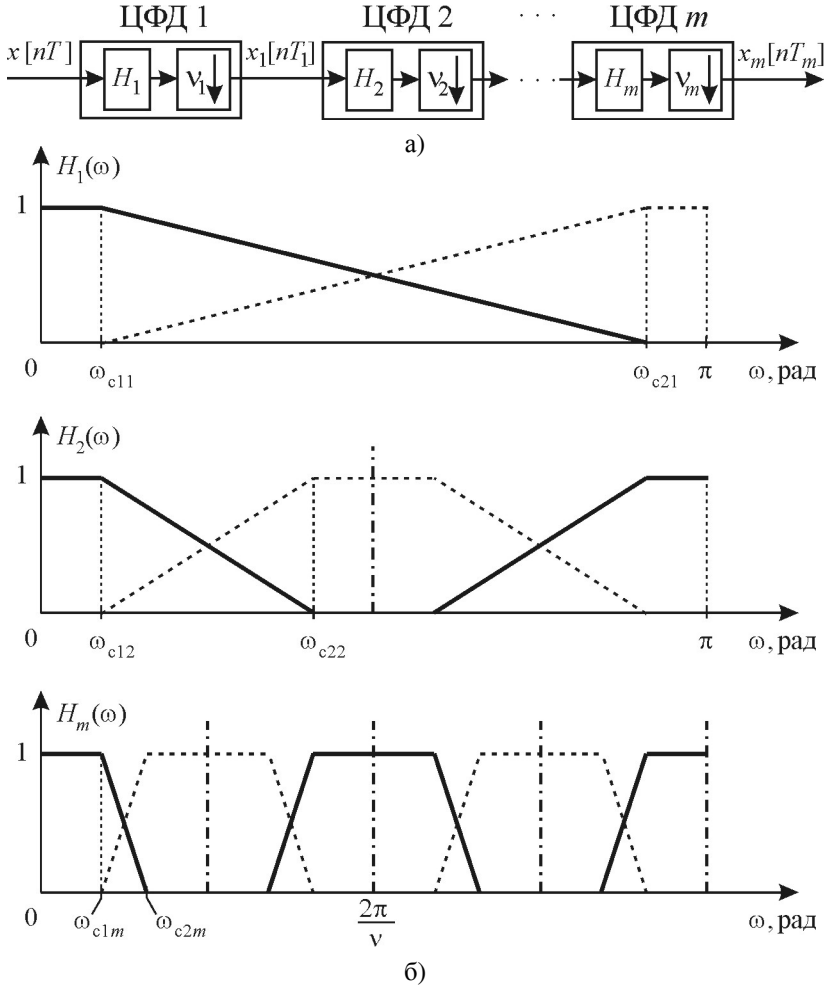 ЦФД 1 ЦФД 2 · · · ЦФД m
x[nT] H₁ ν₁ x₁[nT₁] H₂ ν₂ · · · Hₘ νₘ xₘ[nTₘ]
а)
H₁(ω)
1
0 ωc11 ωc21 π ω, рад
H₂(ω)
1
0 ωc12 ωc22 π ω, рад
Hₘ(ω)
1
0 ωc1m ωc2m 2π/ν ω, рад
б)